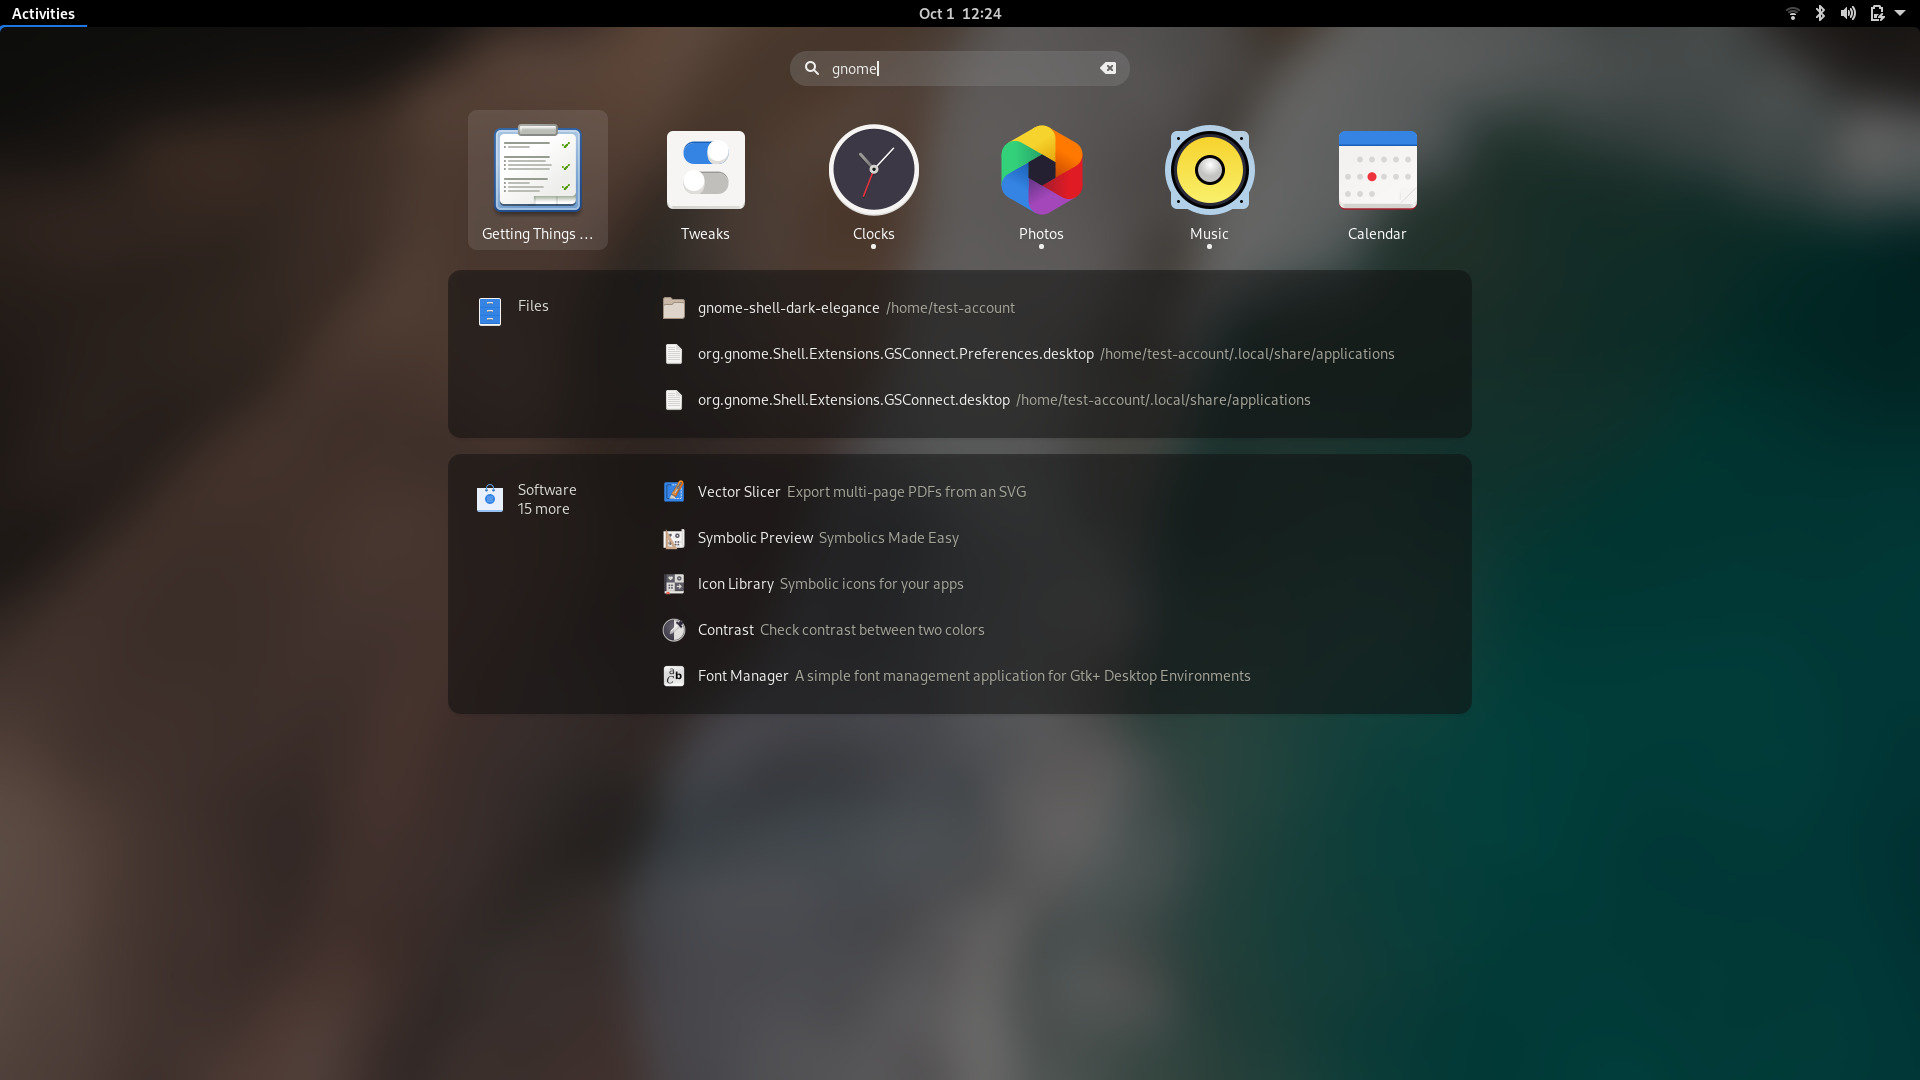 Activities
Oct 1 12:24
gnome
Getting Things ...
Tweaks
Clocks
Photos
Music
Calendar
Files
gnome-shell-dark-elegance /home/test-account
org.gnome.Shell.Extensions.GSConnect.Preferences.desktop /home/test-account/.local/share/applications
org.gnome.Shell.Extensions.GSConnect.desktop /home/test-account/.local/share/applications
Software
15 more
Vector Slicer Export multi-page PDFs from an SVG
Symbolic Preview Symbolics Made Easy
Icon Library Symbolic icons for your apps
Contrast Check contrast between two colors
Font Manager A simple font management application for Gtk+ Desktop Environments